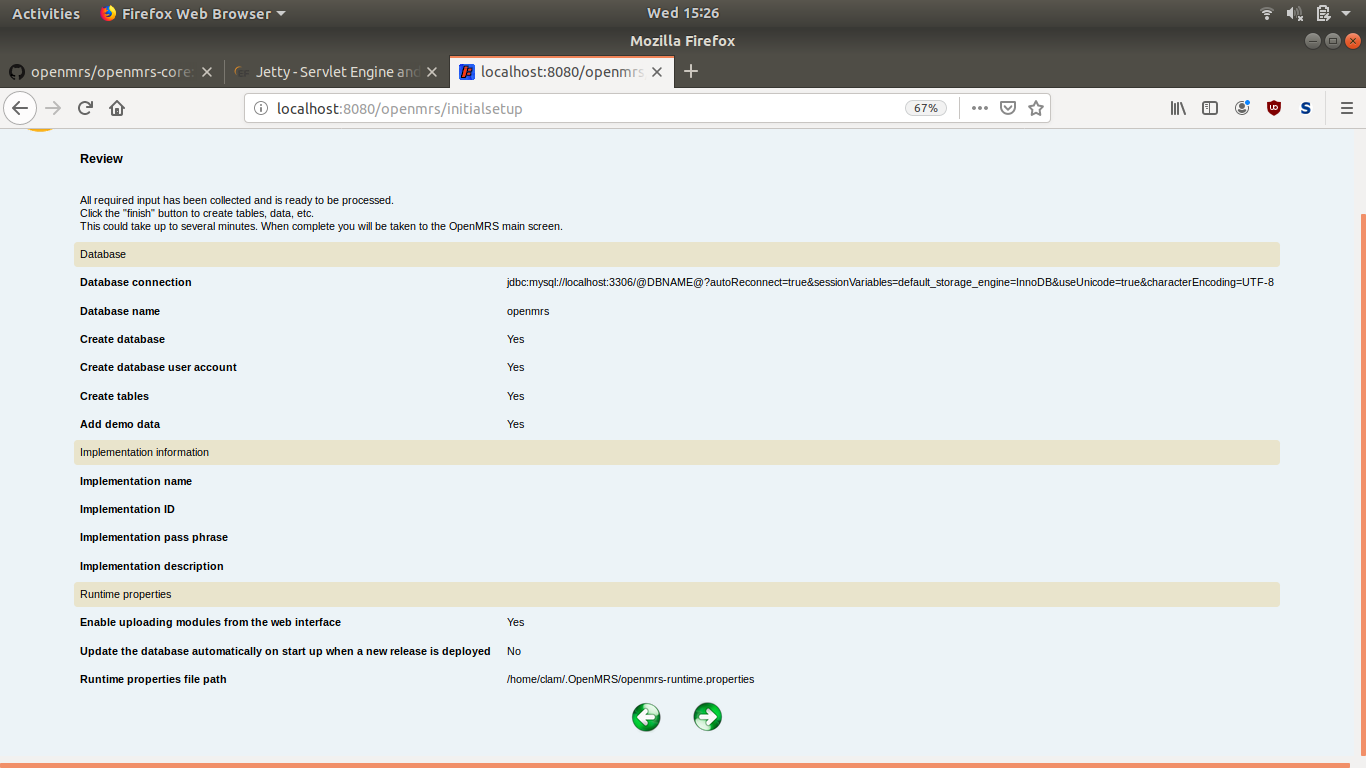 Activities Firefox Web Browser Wed 15:26
Mozilla Firefox
openmrs/openmrs-core Jetty - Servlet Engine and localhost:8080/openmrs
localhost:8080/openmrs/initialsetup 67%
Review
All required input has been collected and is ready to be processed.
Click the "finish" button to create tables, data, etc.
This could take up to several minutes. When complete you will be taken to the OpenMRS main screen.
Database
Database connection jdbc:mysql://localhost:3306/@DBNAME@?autoReconnect=true&sessionVariables=default_storage_engine=InnoDB&useUnicode=true&characterEncoding=UTF-8
Database name openmrs
Create database Yes
Create database user account Yes
Create tables Yes
Add demo data Yes
Implementation information
Implementation name
Implementation ID
Implementation pass phrase
Implementation description
Runtime properties
Enable uploading modules from the web interface Yes
Update the database automatically on start up when a new release is deployed No
Runtime properties file path /home/clam/.OpenMRS/openmrs-runtime.properties